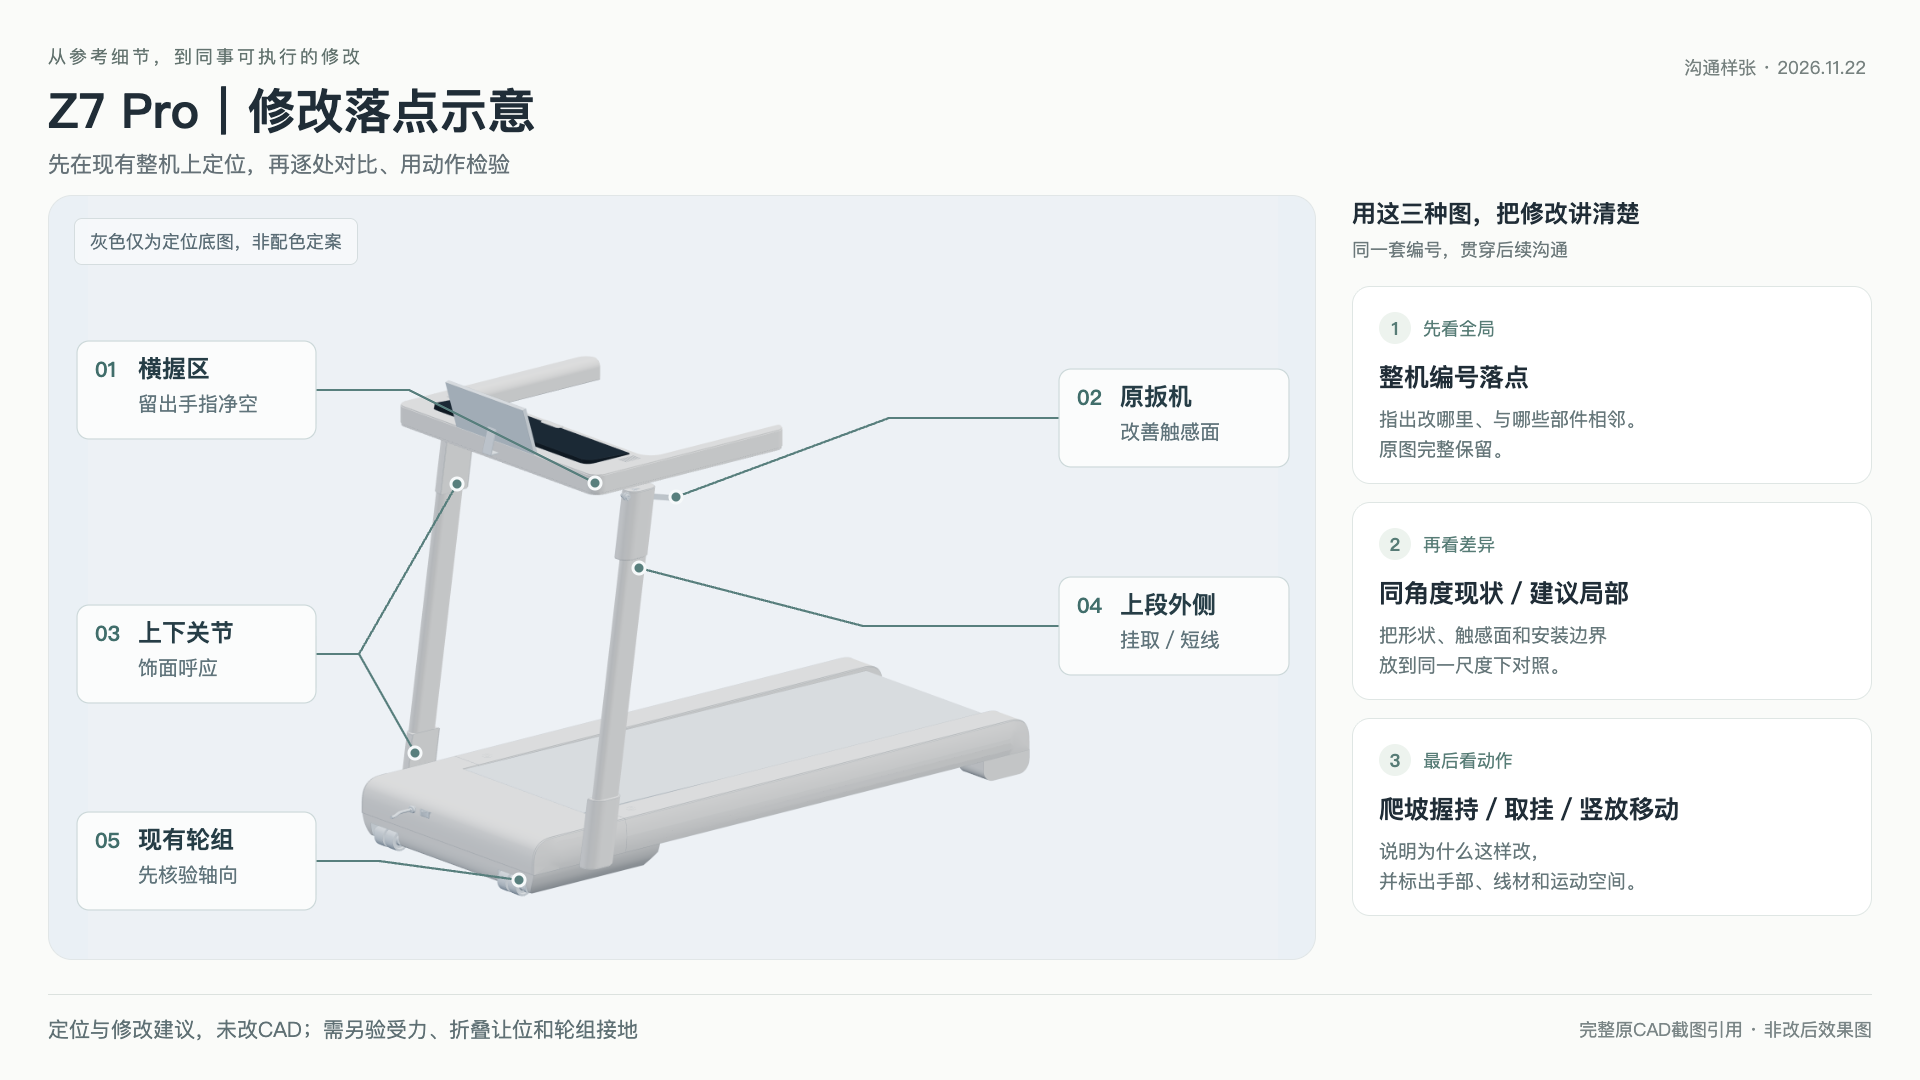 从参考细节，到同事可执行的修改
沟通样张 · 2026.11.22
Z7 Pro｜修改落点示意
先在现有整机上定位，再逐处对比、用动作检验
灰色仅为定位底图，非配色定案
01 横握区
留出手指净空
02 原扳机
改善触感面
03 上下关节
饰面呼应
04 上段外侧
挂取 / 短线
05 现有轮组
先核验轴向
用这三种图，把修改讲清楚
同一套编号，贯穿后续沟通
1 先看全局
整机编号落点
指出改哪里、与哪些部件相邻。
原图完整保留。
2 再看差异
同角度现状 / 建议局部
把形状、触感面和安装边界
放到同一尺度下对照。
3 最后看动作
爬坡握持 / 取挂 / 竖放移动
说明为什么这样改，
并标出手部、线材和运动空间。
定位与修改建议，未改CAD；需另验受力、折叠让位和轮组接地
完整原CAD截图引用 · 非改后效果图